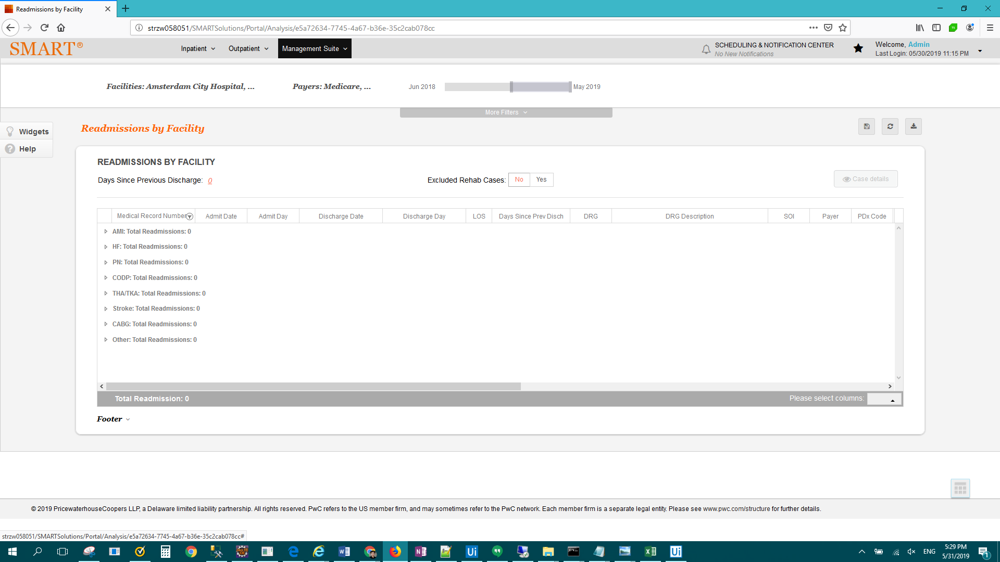 Readmissions by Facility
strzw058051/SMARTSolutions/Portal/Analysis/e5a72634-7745-4a67-b36e-35c2cab078cc
SMART®
Inpatient
Outpatient
Management Suite
SCHEDULING & NOTIFICATION CENTER
No New Notifications
Welcome, Admin
Last Login: 05/30/2019 11:15 PM
Facilities: Amsterdam City Hospital, ...
Payers: Medicare, ...
Jun 2018
May 2019
More Filters
Widgets
Help
Readmissions by Facility
READMISSIONS BY FACILITY
Days Since Previous Discharge: 0
Excluded Rehab Cases: No Yes
Case details
Medical Record Number Admit Date Admit Day Discharge Date Discharge Day LOS Days Since Prev Disch DRG DRG Description SOI Payer PDx Code
AMI: Total Readmissions: 0
HF: Total Readmissions: 0
PN: Total Readmissions: 0
CODP: Total Readmissions: 0
THA/TKA: Total Readmissions: 0
Stroke: Total Readmissions: 0
CABG: Total Readmissions: 0
Other: Total Readmissions: 0
Total Readmission: 0
Please select columns:
Footer
© 2019 PricewaterhouseCoopers LLP, a Delaware limited liability partnership. All rights reserved. PwC refers to the US member firm, and may sometimes refer to the PwC network. Each member firm is a separate legal entity. Please see www.pwc.com/structure for further details.
strzw058051/SMARTSolutions/Portal/Analysis/e5a72634-7745-4a67-b36e-35c2cab078cc#
ENG
5:29 PM
5/31/2019
1